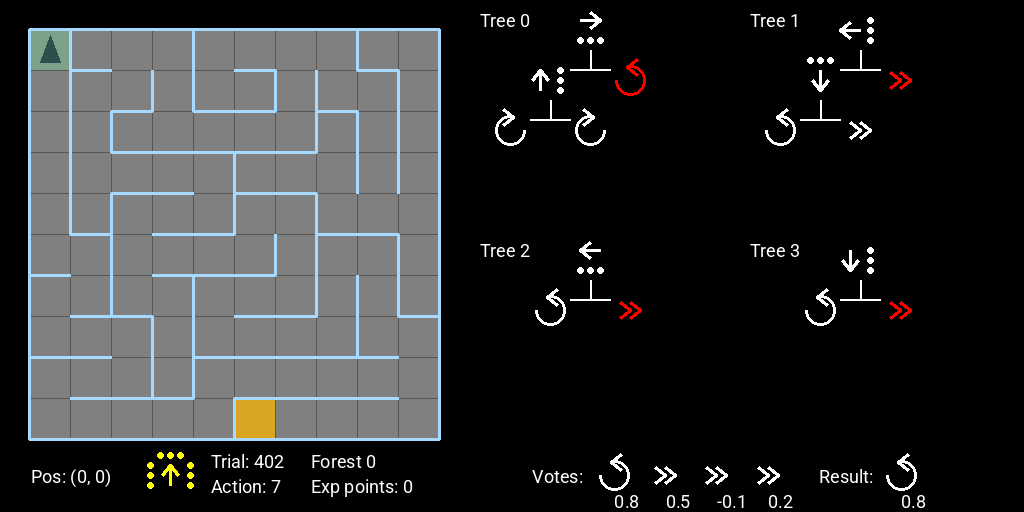 Tree 0
Tree 1
Tree 2
Tree 3
Pos: (0, 0)
Trial: 402
Forest 0
Action: 7
Exp points: 0
Votes:
0.8
0.5
-0.1
0.2
Result:
0.8